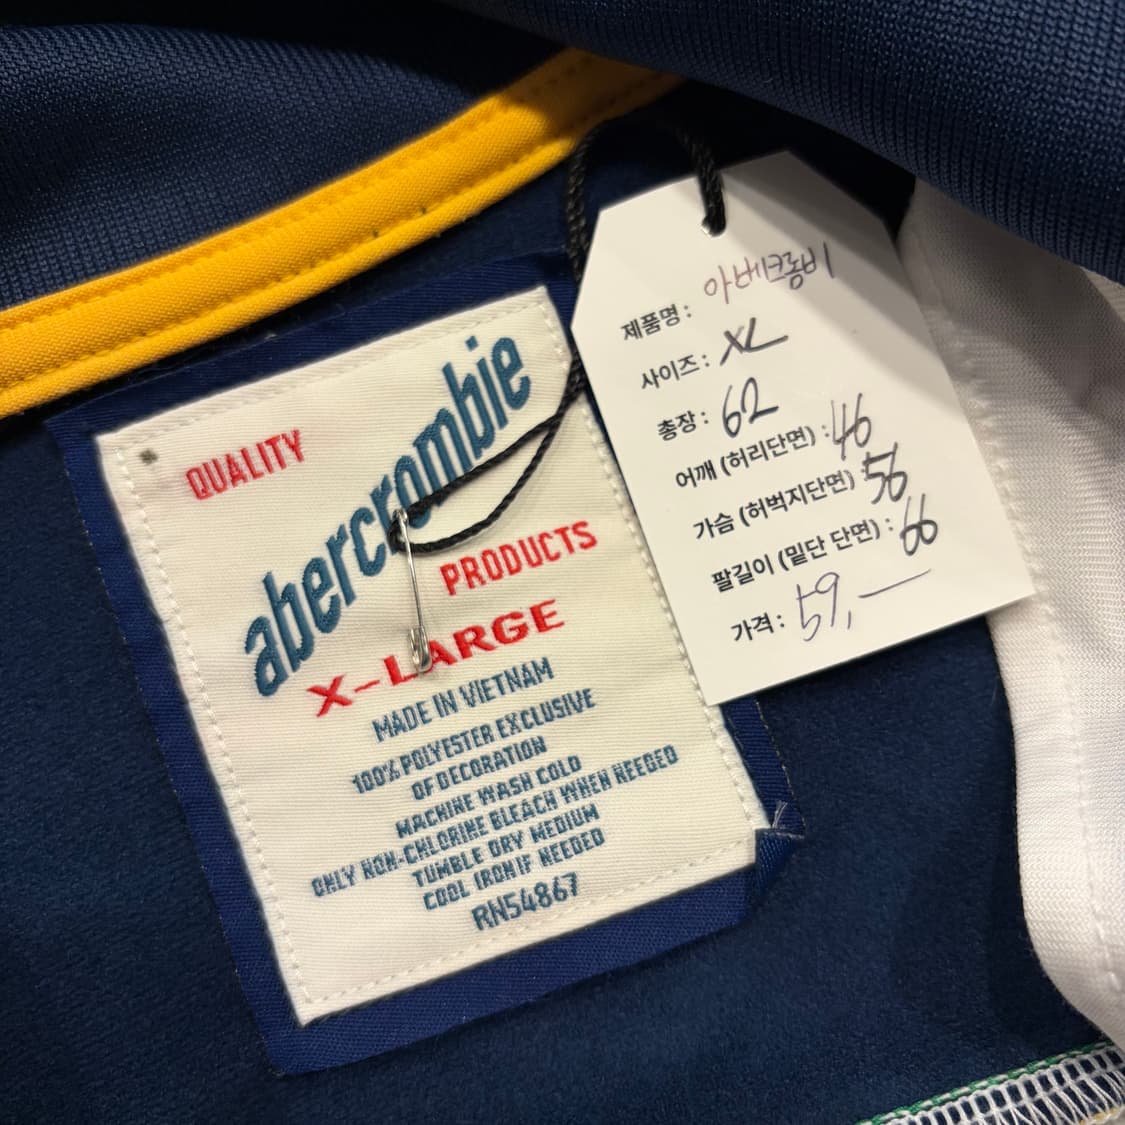 QUALITY
abercrombie
PRODUCTS
X-LARGE
MADE IN VIETNAM
100% POLYESTER EXCLUSIVE
OF DECORATION
MACHINE WASH COLD
ONLY NON-CHLORINE BLEACH WHEN NEEDED
TUMBLE DRY MEDIUM
COOL IRON IF NEEDED
RN54867
제품명 : 아베크롬비
사이즈 : XL
총장 : 62
어깨 (허리단면) : 46
가슴 (허벅지단면) : 56
팔길이 (밑단 단면) : 66
가격 : 59,—